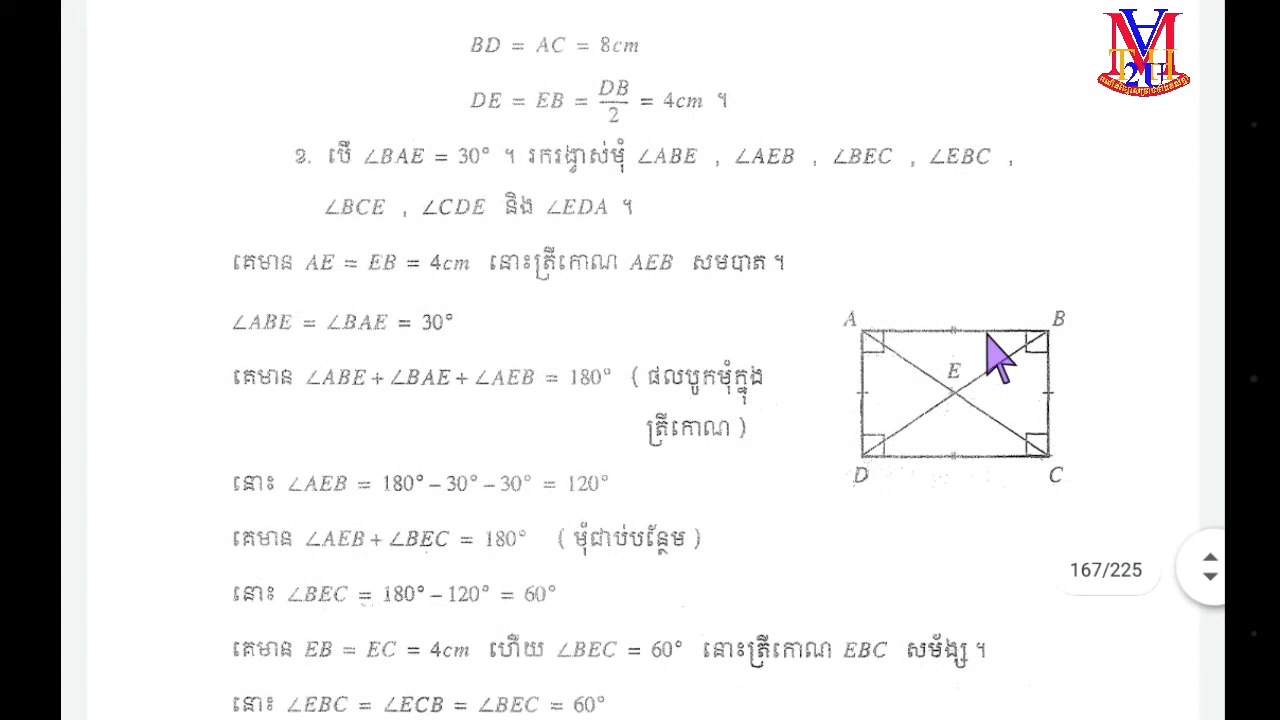 BD = AC = 8cm
DE = EB = DB/2 = 4cm ។
ខ. បើ ∠BAE = 30° ។ រករង្វាស់មុំ ∠ABE , ∠AEB , ∠BEC , ∠EBC ,
∠BCE , ∠CDE និង ∠EDA ។
គេមាន AE = EB = 4cm នោះត្រីកោណ AEB សមបាត ។
∠ABE = ∠BAE = 30°
គេមាន ∠ABE + ∠BAE + ∠AEB = 180° ( ផលបូកមុំក្នុង
ត្រីកោណ )
នោះ ∠AEB = 180° – 30° – 30° = 120°
គេមាន ∠AEB + ∠BEC = 180° ( មុំជាប់បន្ថែម )
នោះ ∠BEC = 180° – 120° = 60°
គេមាន EB = EC = 4cm ហើយ ∠BEC = 60° នោះត្រីកោណ EBC សម័ង្ស ។
នោះ ∠EBC = ∠ECB = ∠BEC = 60°
A B
E
D C
167/225
MATH
2U